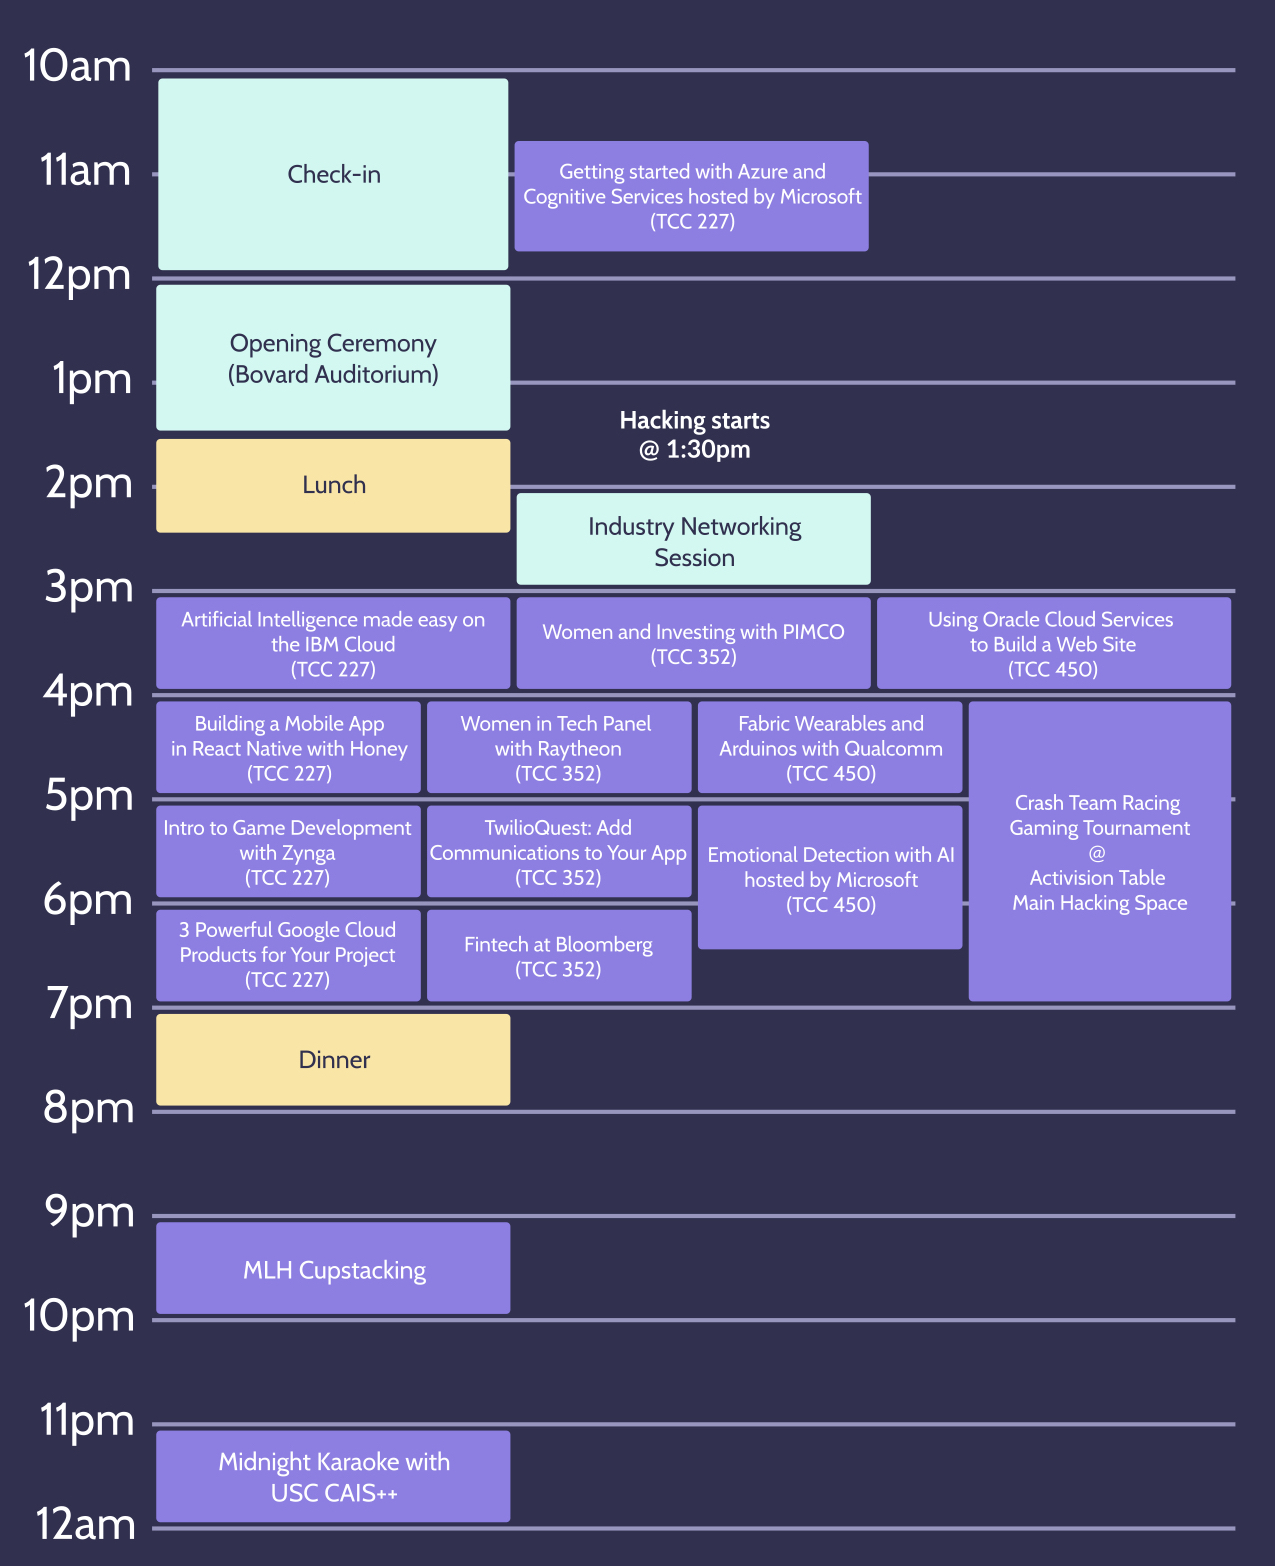 10am
11am
Check-in
Getting started with Azure and
Cognitive Services hosted by Microsoft
(TCC 227)
12pm
Opening Ceremony
(Bovard Auditorium)
1pm
Hacking starts
@ 1:30pm
2pm
Lunch
Industry Networking
Session
3pm
Artificial Intelligence made easy on
the IBM Cloud
(TCC 227)
Women and Investing with PIMCO
(TCC 352)
Using Oracle Cloud Services
to Build a Web Site
(TCC 450)
4pm
Building a Mobile App
in React Native with Honey
(TCC 227)
Women in Tech Panel
with Raytheon
(TCC 352)
Fabric Wearables and
Arduinos with Qualcomm
(TCC 450)
Crash Team Racing
Gaming Tournament
@
Activision Table
Main Hacking Space
5pm
Intro to Game Development
with Zynga
(TCC 227)
TwilioQuest: Add
Communications to Your App
(TCC 352)
Emotional Detection with AI
hosted by Microsoft
(TCC 450)
6pm
3 Powerful Google Cloud
Products for Your Project
(TCC 227)
Fintech at Bloomberg
(TCC 352)
7pm
Dinner
8pm
9pm
MLH Cupstacking
10pm
11pm
Midnight Karaoke with
USC CAIS++
12am